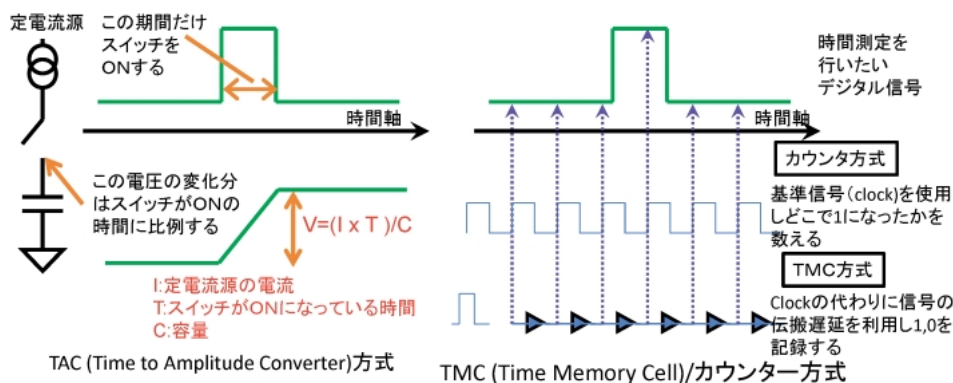 定電流源
この期間だけ
スイッチを
ONする
時間軸
この電圧の変化分
はスイッチがONの
時間に比例する
V=(I x T )/C
I:定電流源の電流
T:スイッチがONになっている時間
C:容量
TAC (Time to Amplitude Converter)方式
時間測定を
行いたい
デジタル信号
時間軸
カウンタ方式
基準信号(clock)を使用
しどこで1になったかを
数える
TMC方式
Clockの代わりに信号の
伝搬遅延を利用し1,0を
記録する
TMC (Time Memory Cell)/カウンター方式